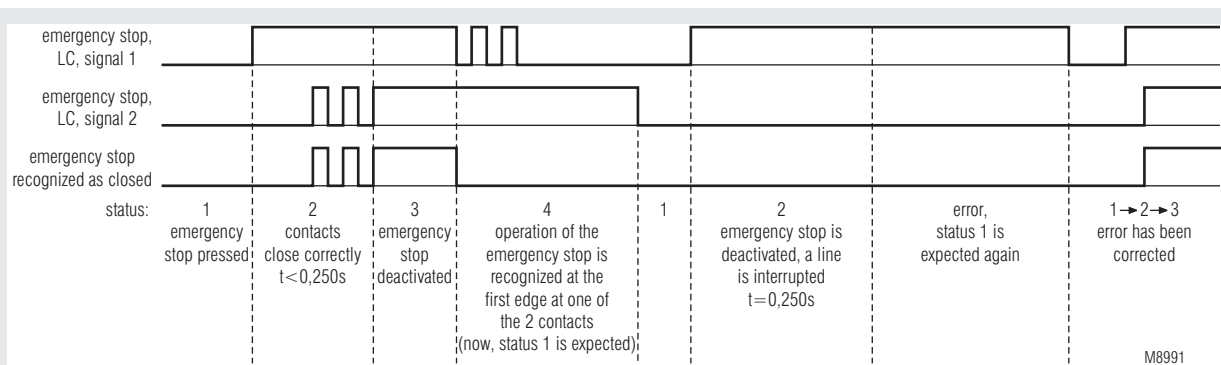 emergency stop,
LC, signal 1
emergency stop,
LC, signal 2
emergency stop
recognized as closed
status:
1
emergency
stop pressed
2
contacts
close correctly
t<0,250s
3
emergency
stop
deactivated
4
operation of the
emergency stop is
recognized at the
first edge at one of
the 2 contacts
(now, status 1 is expected)
1
2
emergency stop is
deactivated, a line
is interrupted
t=0,250s
error,
status 1 is
expected again
1→2→3
error has been
corrected
M8991